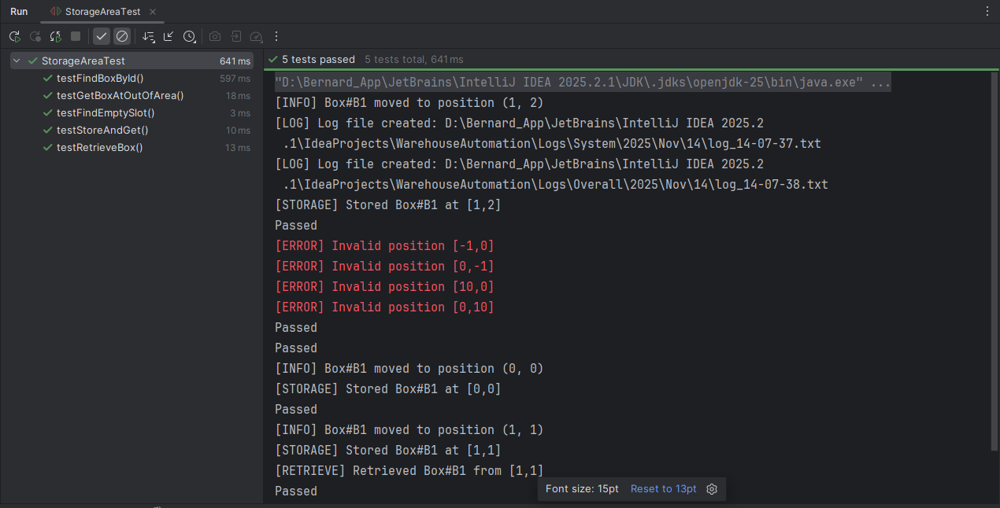 Run StorageAreaTest
StorageAreaTest 641 ms
testFindBoxById() 597 ms
testGetBoxAtOutOfArea() 18 ms
testFindEmptySlot() 3 ms
testStoreAndGet() 10 ms
testRetrieveBox() 13 ms
5 tests passed 5 tests total, 641 ms
"D:\Bernard_App\JetBrains\IntelliJ IDEA 2025.2.1\JDK\.jdks\openjdk-25\bin\java.exe" ...
[INFO] Box#B1 moved to position (1, 2)
[LOG] Log file created: D:\Bernard_App\JetBrains\IntelliJ IDEA 2025.2
.1\IdeaProjects\WarehouseAutomation\Logs\System\2025\Nov\14\log_14-07-37.txt
[LOG] Log file created: D:\Bernard_App\JetBrains\IntelliJ IDEA 2025.2
.1\IdeaProjects\WarehouseAutomation\Logs\Overall\2025\Nov\14\log_14-07-38.txt
[STORAGE] Stored Box#B1 at [1,2]
Passed
[ERROR] Invalid position [-1,0]
[ERROR] Invalid position [0,-1]
[ERROR] Invalid position [10,0]
[ERROR] Invalid position [0,10]
Passed
Passed
[INFO] Box#B1 moved to position (0, 0)
[STORAGE] Stored Box#B1 at [0,0]
Passed
[INFO] Box#B1 moved to position (1, 1)
[STORAGE] Stored Box#B1 at [1,1]
[RETRIEVE] Retrieved Box#B1 from [1,1]
Passed
Font size: 15pt Reset to 13pt